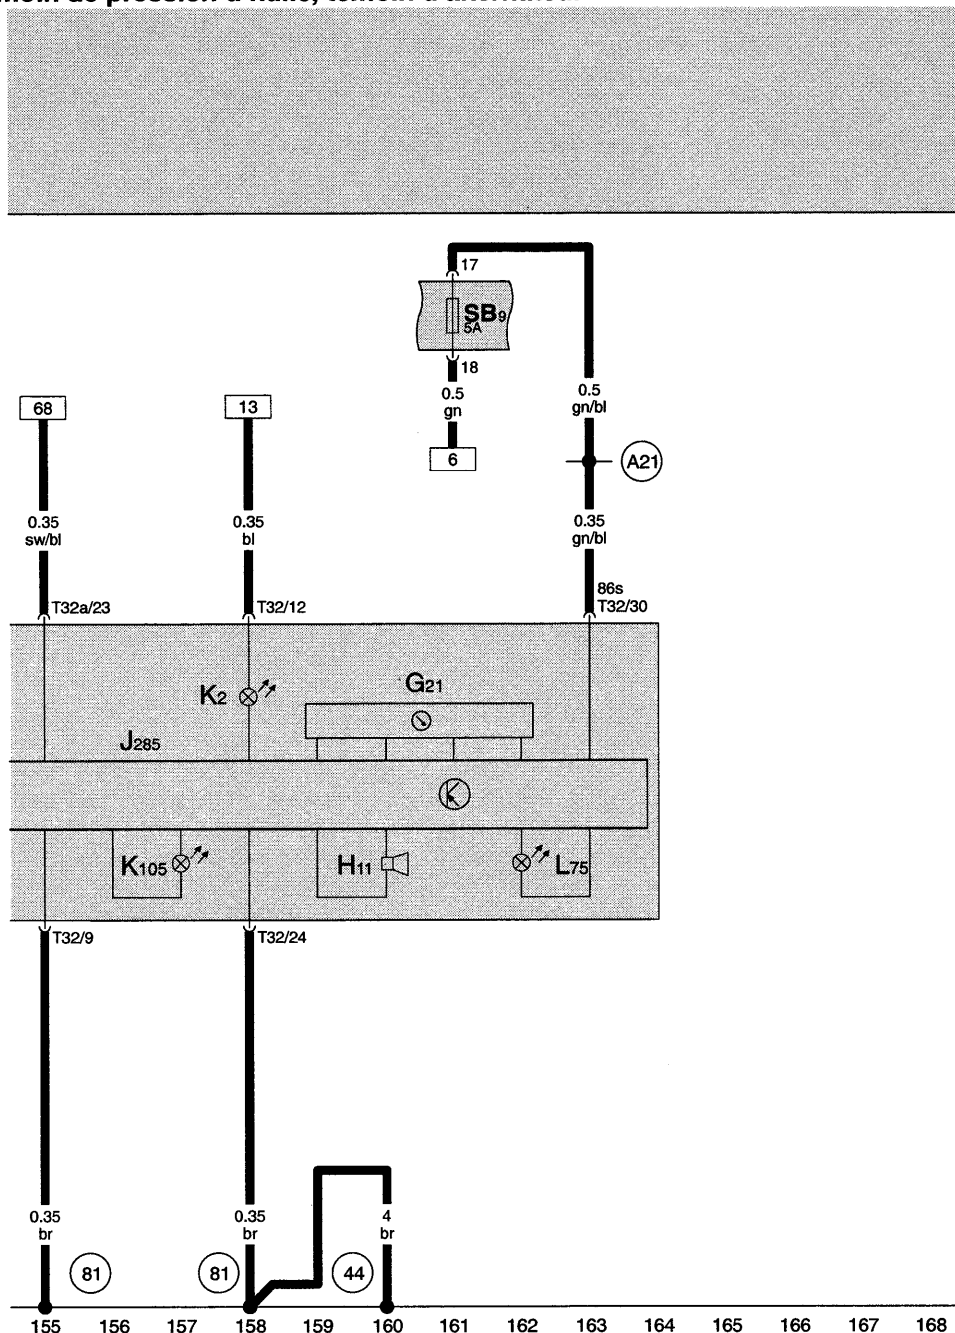 17
SB9
5A
18
0.5
gn
0.5
gn/bl
68
13
6
A21
0.35
sw/bl
0.35
bl
0.35
gn/bl
86s
T32a/23
T32/12
T32/30
K2
G21
J285
K105
H11
L75
T32/9
T32/24
0.35
br
0.35
br
4
br
81
81
44
155 156 157 158 159 160 161 162 163 164 165 166 167 168